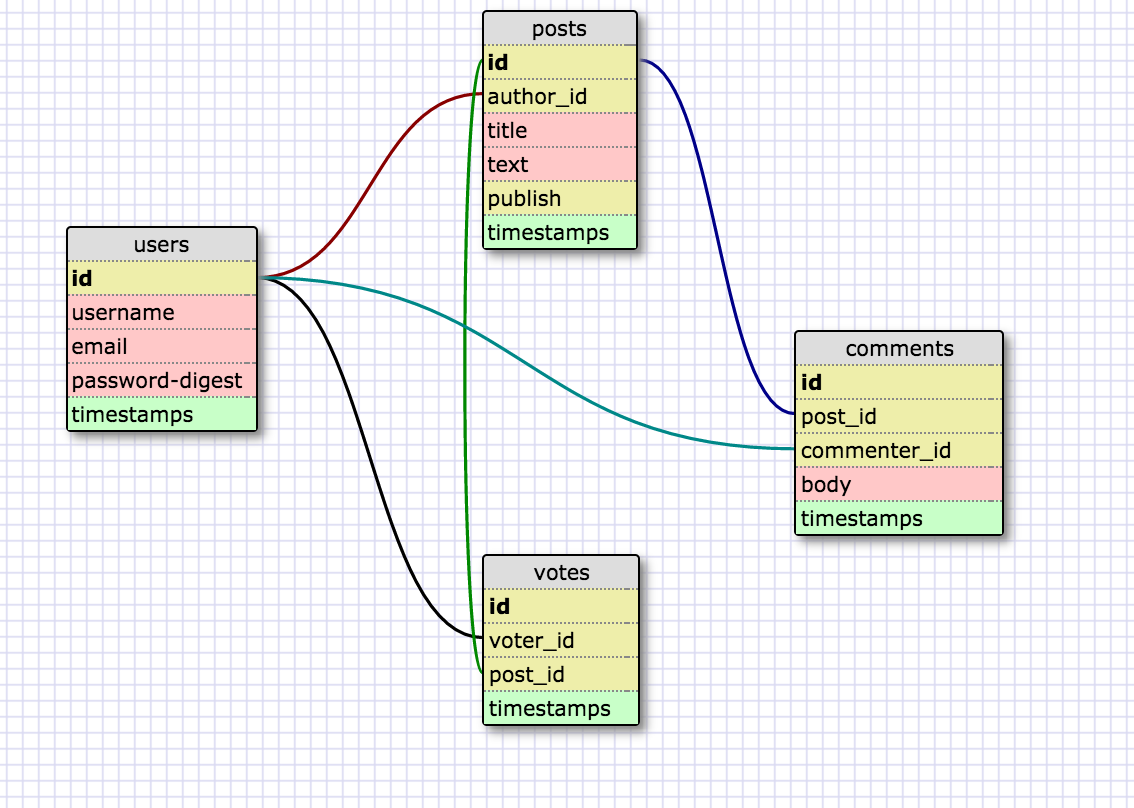 posts
id
author_id
title
text
publish
timestamps
users
id
username
email
password-digest
timestamps
comments
id
post_id
commenter_id
body
timestamps
votes
id
voter_id
post_id
timestamps